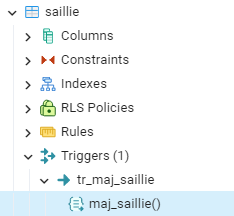 saillie
Columns
Constraints
Indexes
RLS Policies
Rules
Triggers (1)
tr_maj_saillie
maj_saillie()